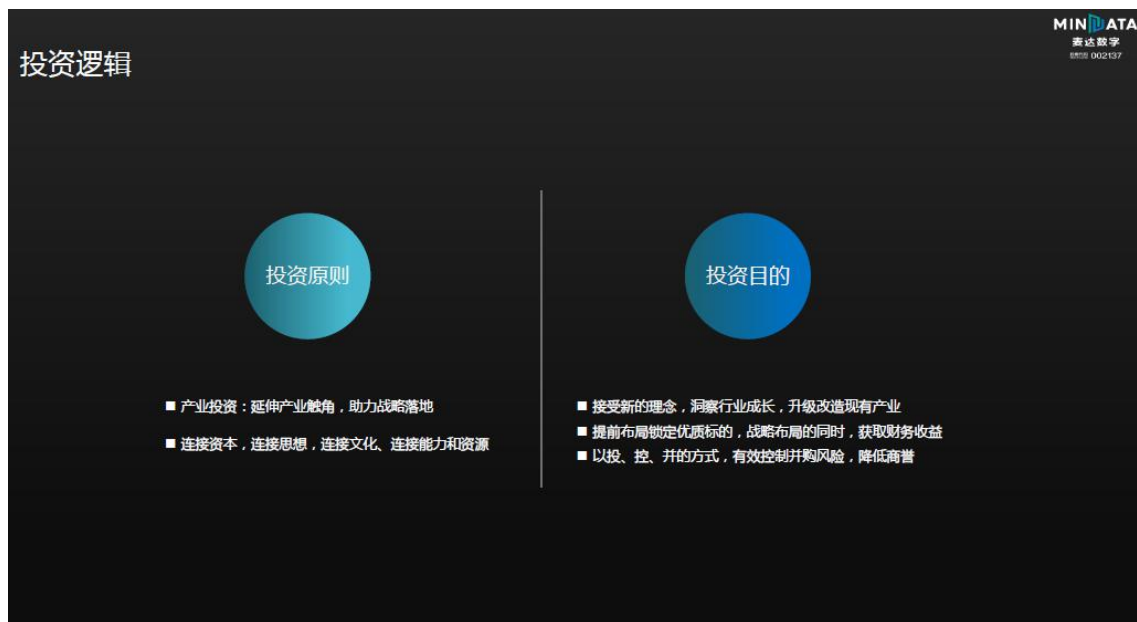 投资逻辑
MINDATA
麦达数字
002137
投资原则
■ 产业投资：延伸产业触角，助力战略落地
■ 连接资本，连接思想，连接文化、连接能力和资源
投资目的
■ 接受新的理念，洞察行业成长，升级改造现有产业
■ 提前布局锁定优质标的，战略布局的同时，获取财务收益
■ 以投、控、并的方式，有效控制并购风险，降低商誉